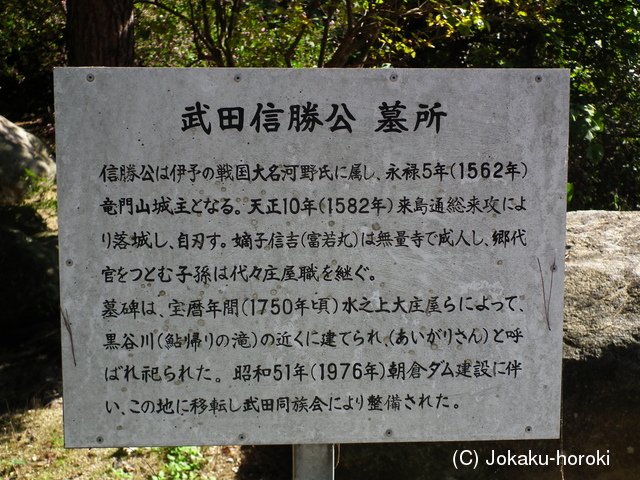 武田信勝公 墓所
信勝公は伊予の戦国大名河野氏に属し、永禄5年(1562年)
竜門山城主となる。天正10年(1582年)来島通総来攻によ
り落城し、自刃す。嫡子信吉(富若丸)は無量寺で成人し、郷代
官をつとむ子孫は代々庄屋職を継ぐ。
墓碑は、宝暦年間(1750年頃)水之上大庄屋らによって、
黒谷川(鮎帰りの滝)の近くに建てられ、(あいがりさん)と呼
ばれ祀られた。昭和51年(1976年)朝倉ダム建設に伴
い、この地に移転し武田同族会により整備された。
(C) Jokaku-horoki